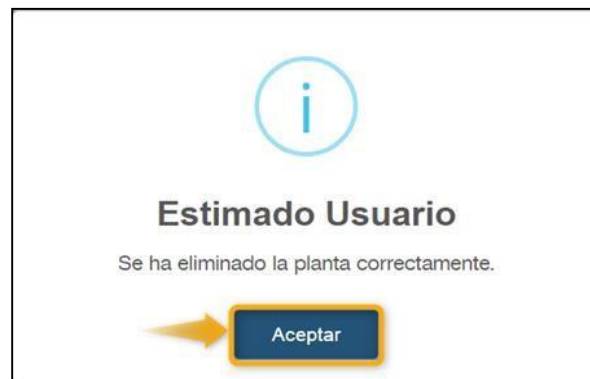 i
Estimado Usuario
Se ha eliminado la planta correctamente.
Aceptar